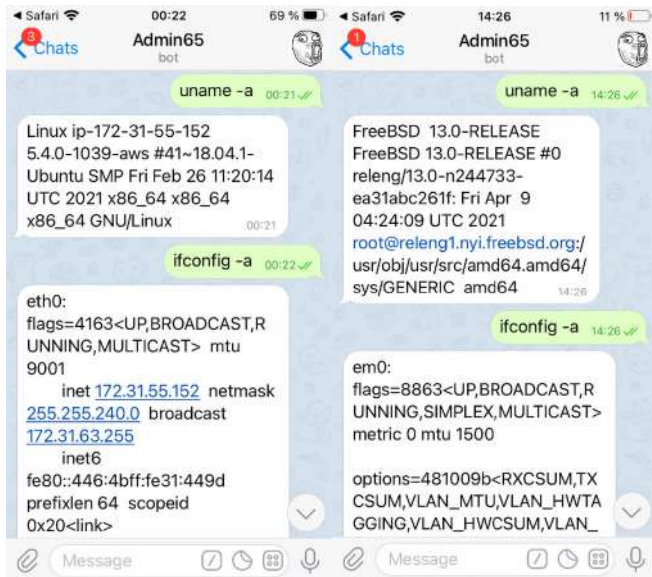 Safari
00:22
69 %
3
Chats
Admin65
bot
uname -a 00:21
Linux ip-172-31-55-152
5.4.0-1039-aws #41~18.04.1-
Ubuntu SMP Fri Feb 26 11:20:14
UTC 2021 x86_64 x86_64
x86_64 GNU/Linux
00:21
ifconfig -a 00:22
eth0:
flags=4163<UP,BROADCAST,R
UNNING,MULTICAST> mtu
9001
inet 172.31.55.152 netmask
255.255.240.0 broadcast
172.31.63.255
inet6
fe80::446:4bff:fe31:449d
prefixlen 64 scopeid
0x20<link>
Message
Safari
14:26
11 %
1
Chats
Admin65
bot
uname -a 14:26
FreeBSD 13.0-RELEASE
FreeBSD 13.0-RELEASE #0
releng/13.0-n244733-
ea31abc261f: Fri Apr 9
04:24:09 UTC 2021
root@releng1.nyi.freebsd.org:/
usr/obj/usr/src/amd64.amd64/
sys/GENERIC amd64
14:26
ifconfig -a 14:26
em0:
flags=8863<UP,BROADCAST,R
UNNING,SIMPLEX,MULTICAST>
metric 0 mtu 1500
options=481009b<RXCSUM,TX
CSUM,VLAN_MTU,VLAN_HWTA
GGING,VLAN_HWCSUM,VLAN_
Message